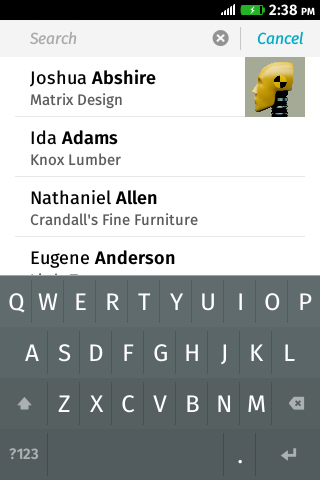 2:38 PM
Search
Cancel
Joshua Abshire
Matrix Design
Ida Adams
Knox Lumber
Nathaniel Allen
Crandall's Fine Furniture
Eugene Anderson
Q W E R T Y U I O P
A S D F G H J K L
Z X C V B N M
?123 .